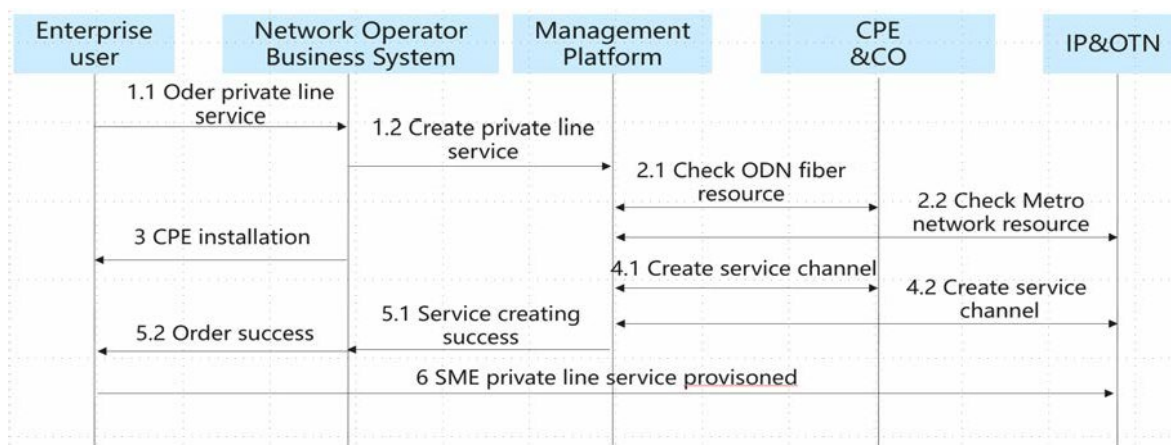 Enterprise
user
Network Operator
Business System
Management
Platform
CPE
&CO
IP&OTN
1.1 Oder private line
service
1.2 Create private line
service
2.1 Check ODN fiber
resource
2.2 Check Metro
network resource
3 CPE installation
4.1 Create service channel
4.2 Create service
channel
5.1 Service creating
success
5.2 Order success
6 SME private line service provisoned